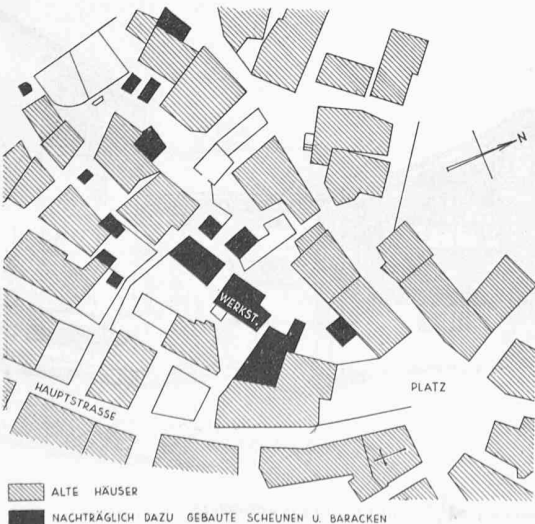 N
WERKST.
HAUPTSTRASSE
PLATZ
ALTE HÄUSER
NACHTRÄGLICH DAZU GEBAUTE SCHEUNEN U. BARACKEN